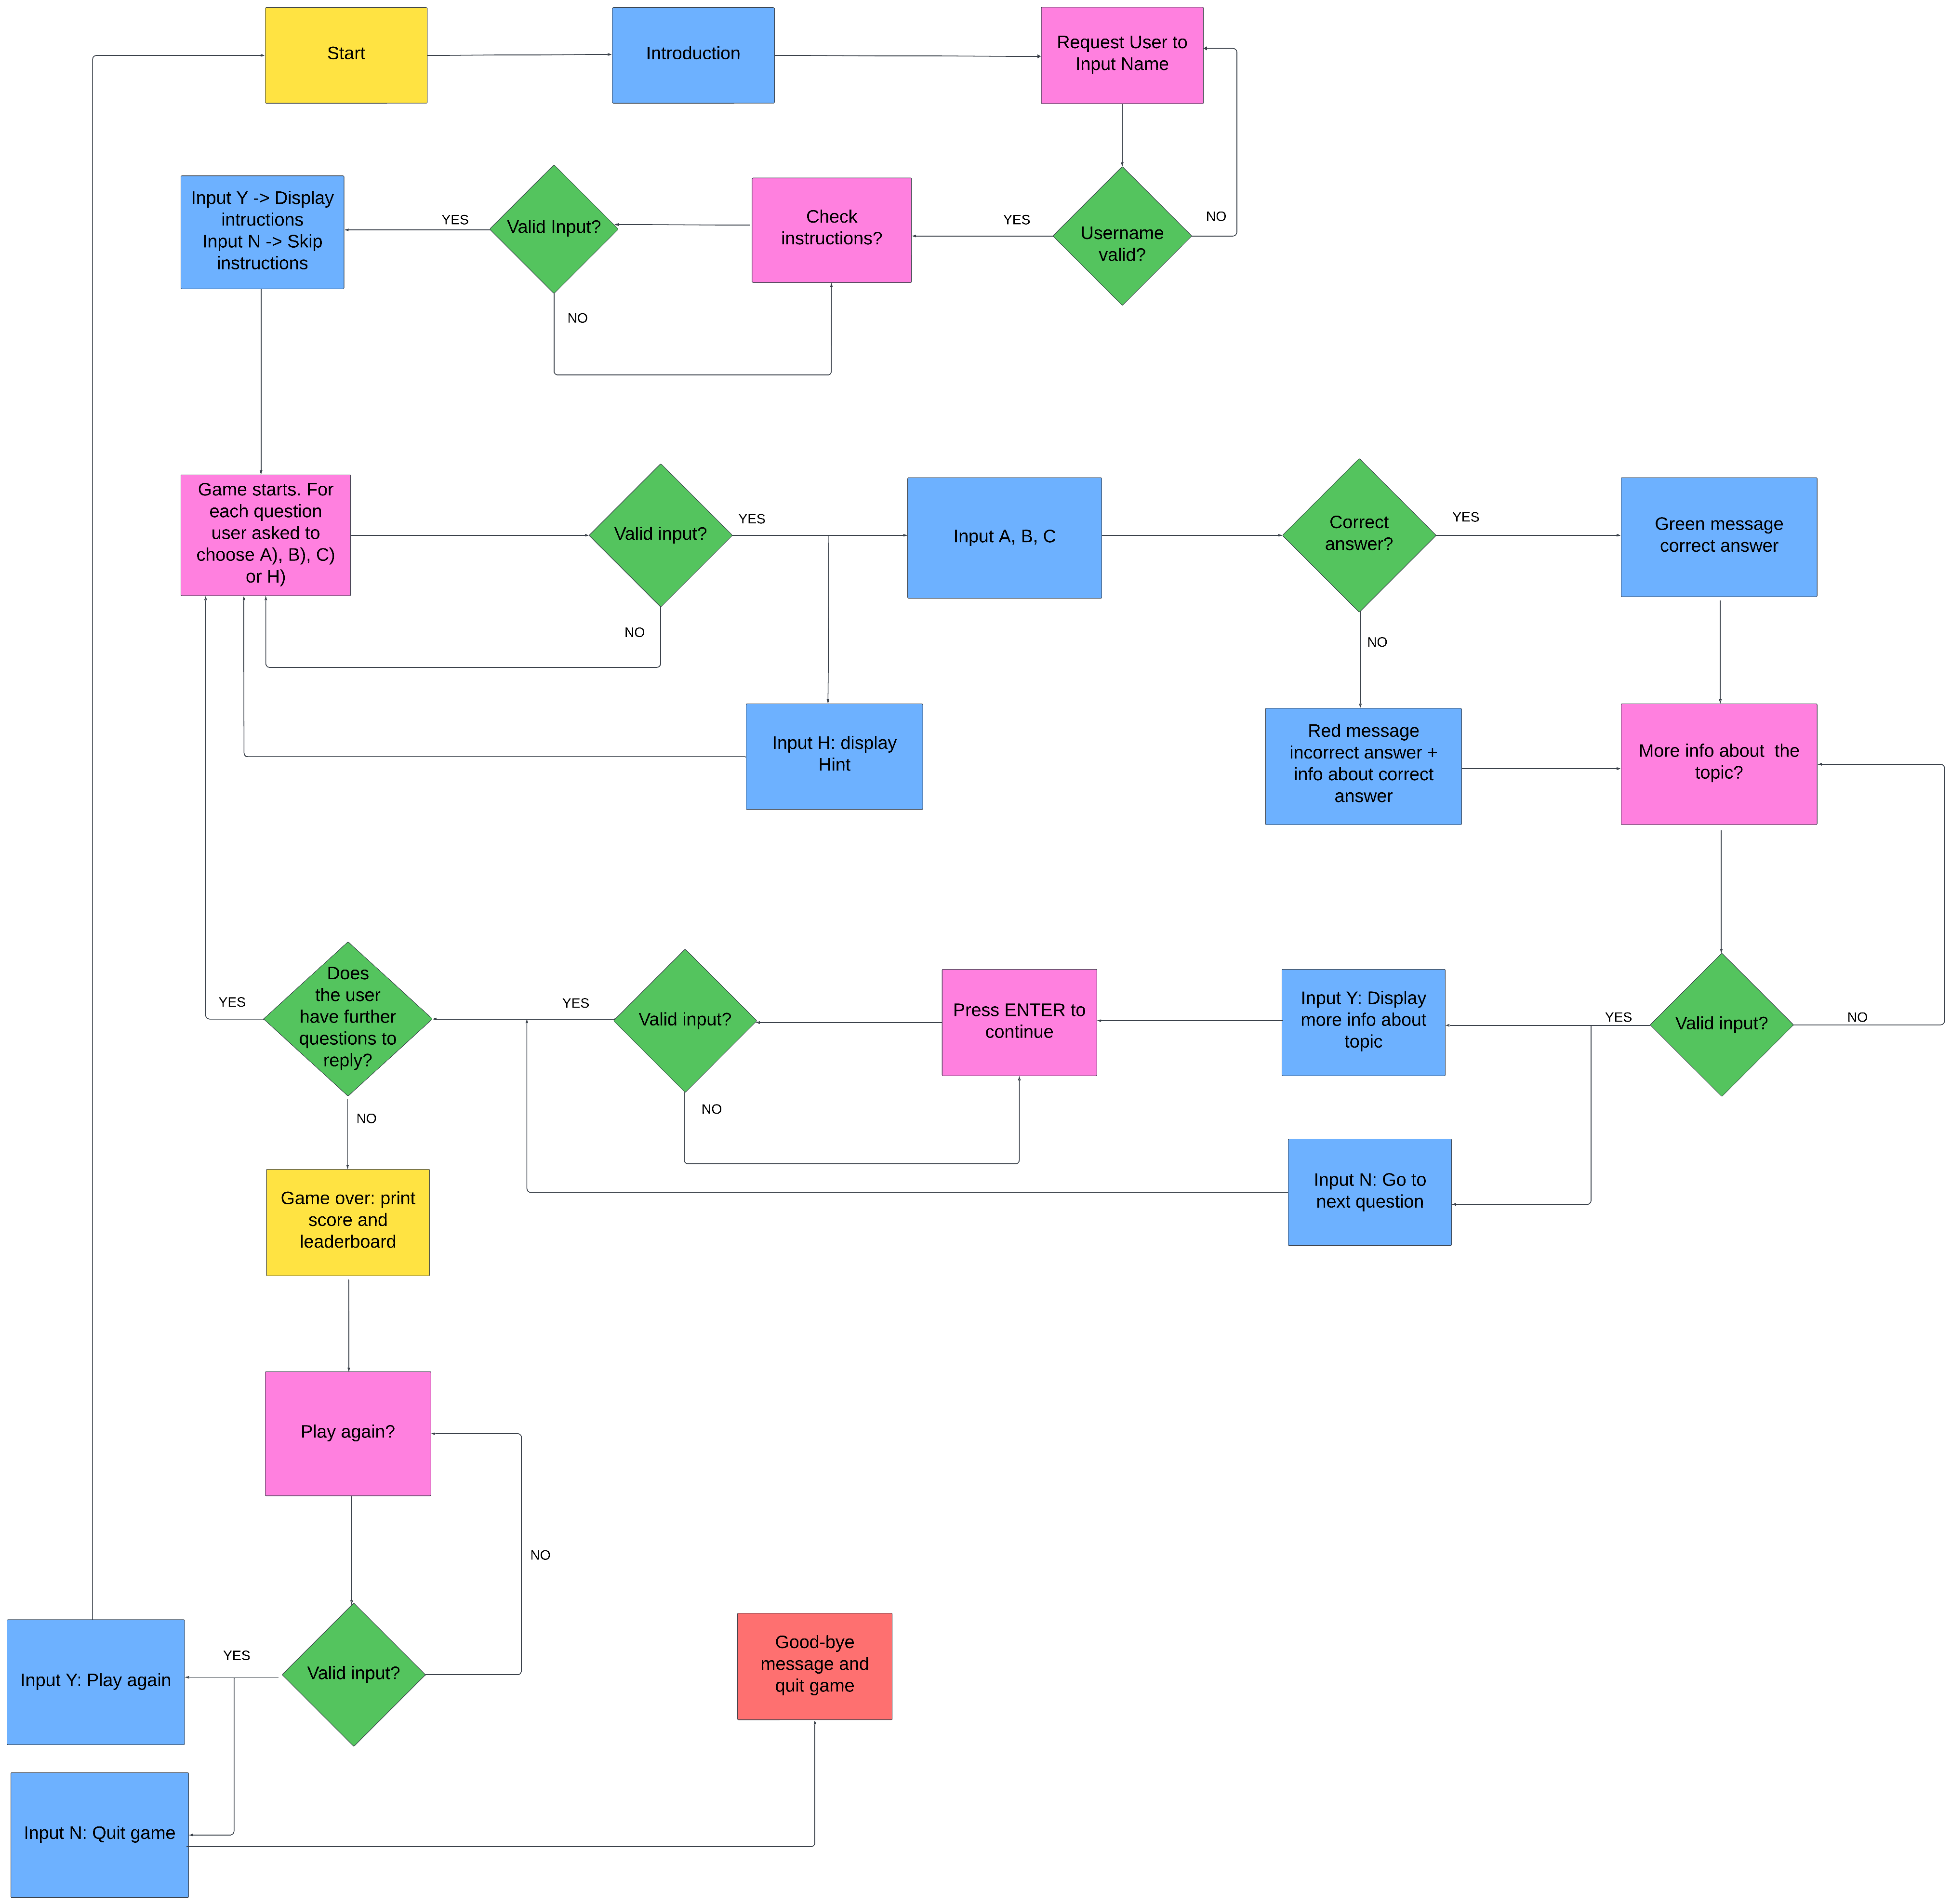 Start
Introduction
Request User to
Input Name
Input Y -> Display
intructions
Input N -> Skip
instructions
YES
Valid Input?
NO
Check
instructions?
YES
Username
valid?
NO
Game starts. For
each question
user asked to
choose A), B), C)
or H)
Valid input?
YES
NO
Input A, B, C
Correct
answer?
YES
NO
Green message
correct answer
Input H: display
Hint
Red message
incorrect answer +
info about correct
answer
More info about  the
topic?
YES
Does
the user
have further
questions to
reply?
NO
YES
Valid input?
NO
Press ENTER to
continue
Input Y: Display
more info about
topic
YES
Valid input?
NO
Input N: Go to
next question
Game over: print
score and
leaderboard
Play again?
NO
Input Y: Play again
YES
Valid input?
Good-bye
message and
quit game
Input N: Quit game